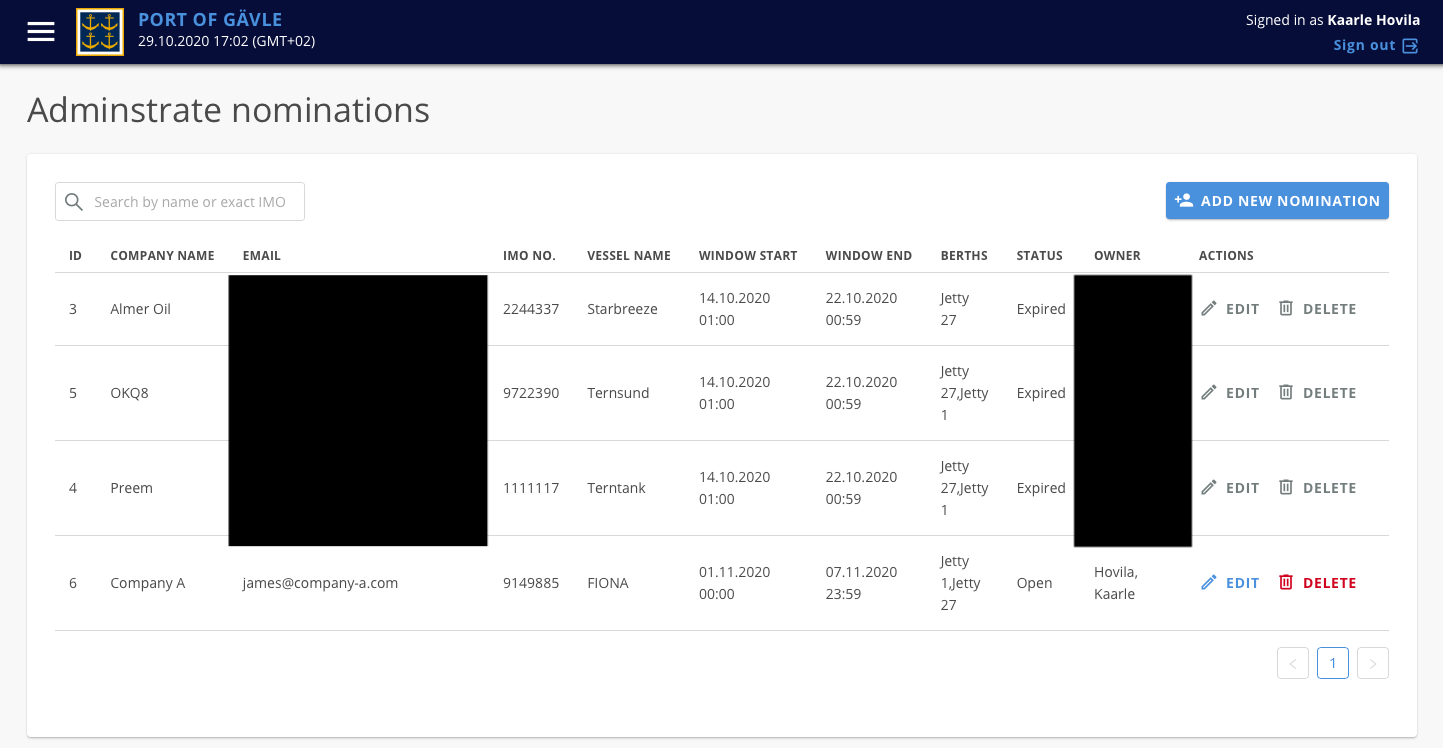 PORT OF GÄVLE
29.10.2020 17:02 (GMT+02)
Signed in as Kaarle Hovila
Sign out
Adminstrate nominations
Search by name or exact IMO
ADD NEW NOMINATION
ID COMPANY NAME EMAIL IMO NO. VESSEL NAME WINDOW START WINDOW END BERTHS STATUS OWNER ACTIONS
3 Almer Oil 2244337 Starbreeze 14.10.2020 01:00 22.10.2020 00:59 Jetty 27 Expired EDIT DELETE
5 OKQ8 9722390 Ternsund 14.10.2020 01:00 22.10.2020 00:59 Jetty 27,Jetty 1 Expired EDIT DELETE
4 Preem 1111117 Terntank 14.10.2020 01:00 22.10.2020 00:59 Jetty 27,Jetty 1 Expired EDIT DELETE
6 Company A james@company-a.com 9149885 FIONA 01.11.2020 00:00 07.11.2020 23:59 Jetty 1,Jetty 27 Open Hovila, Kaarle EDIT DELETE
< 1 >